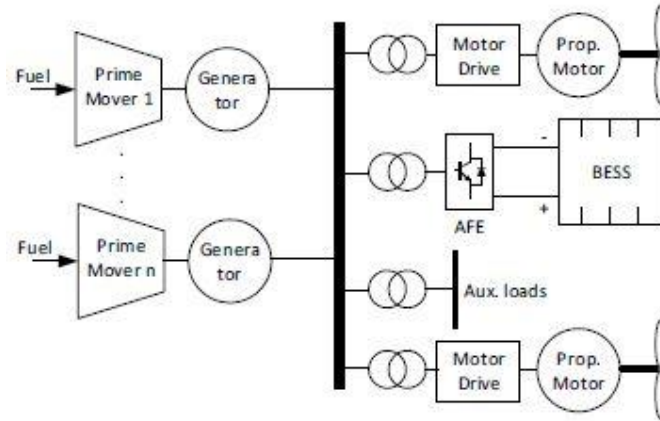 Fuel
Prime
Mover 1
Genera
tor
Motor
Drive
Prop.
Motor
-
+
AFE
BESS
Fuel
Prime
Mover n
Genera
tor
Aux. loads
Motor
Drive
Prop.
Motor